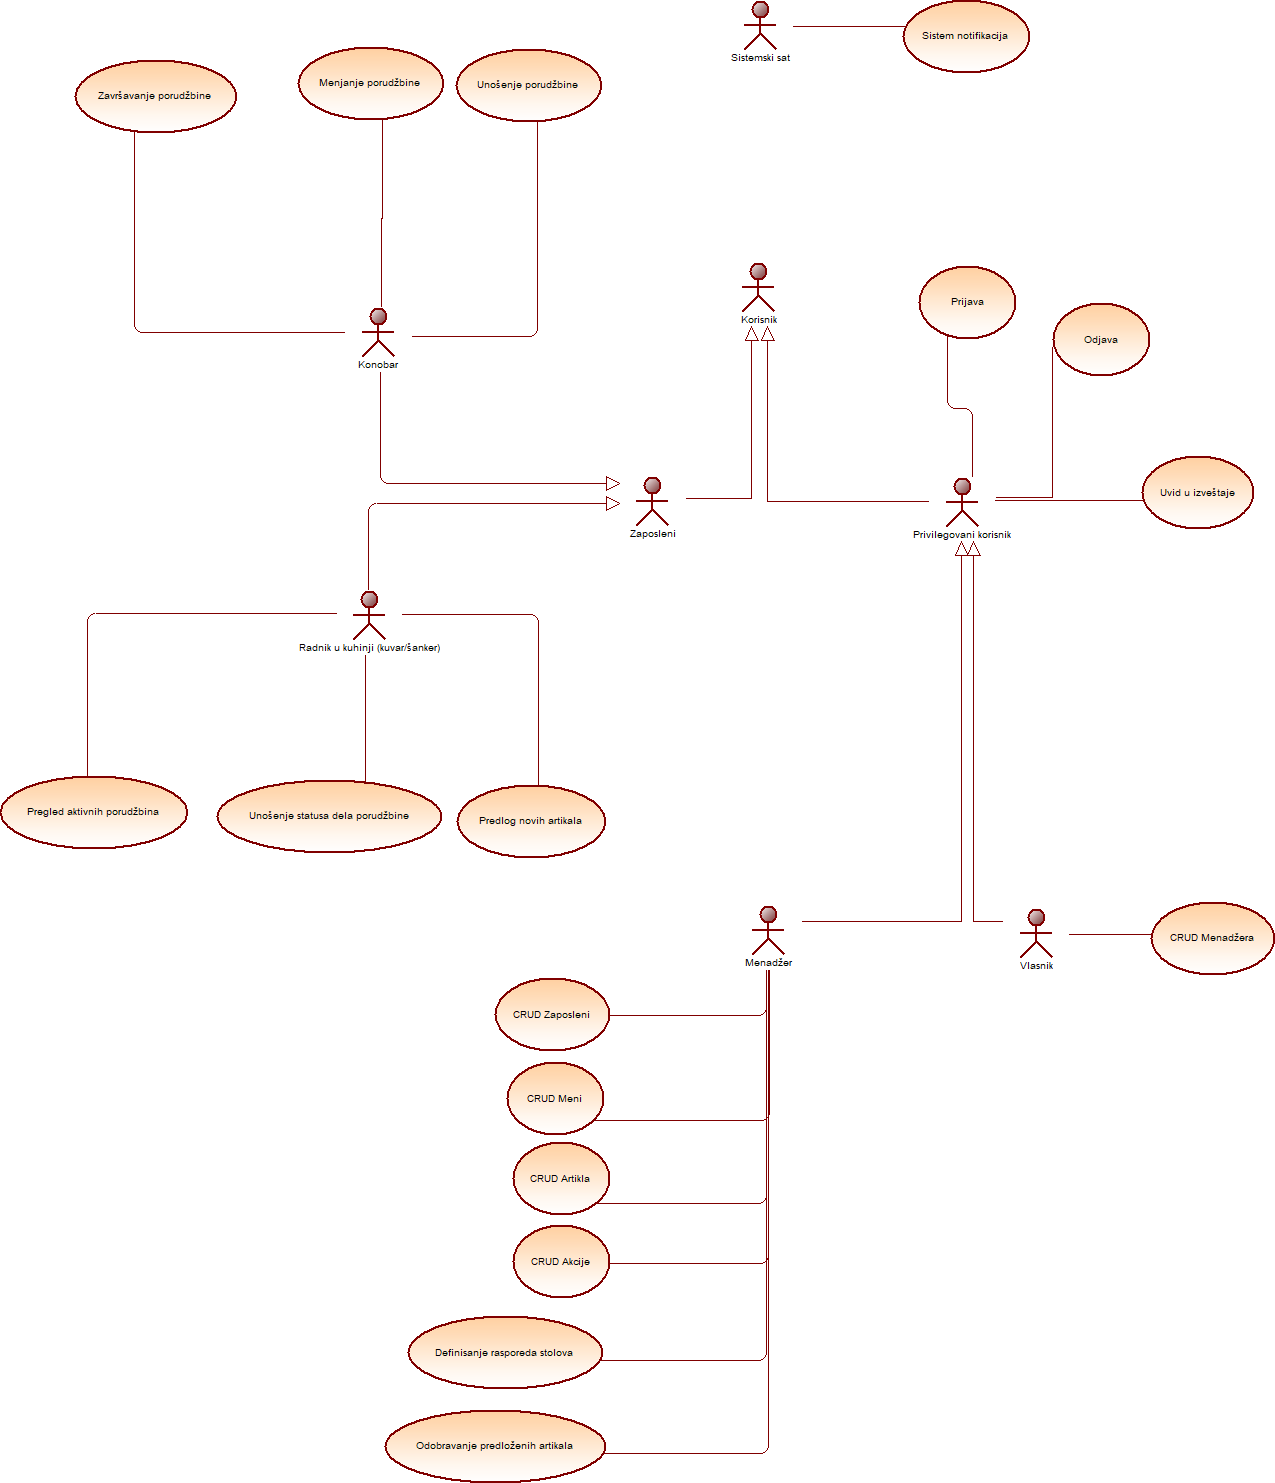 Sistemski sat
Sistem notifikacija
Završavanje porudžbine
Menjanje porudžbine
Unošenje porudžbine
Konobar
Korisnik
Prijava
Odjava
Zaposleni
Privilegovani korisnik
Uvid u izveštaje
Radnik u kuhinji (kuvar/šanker)
Pregled aktivnih porudžbina
Unošenje statusa dela porudžbine
Predlog novih artikala
Menadžer
Vlasnik
CRUD Menadžera
CRUD Zaposleni
CRUD Meni
CRUD Artikla
CRUD Akcije
Definisanje rasporeda stolova
Odobravanje predloženih artikala